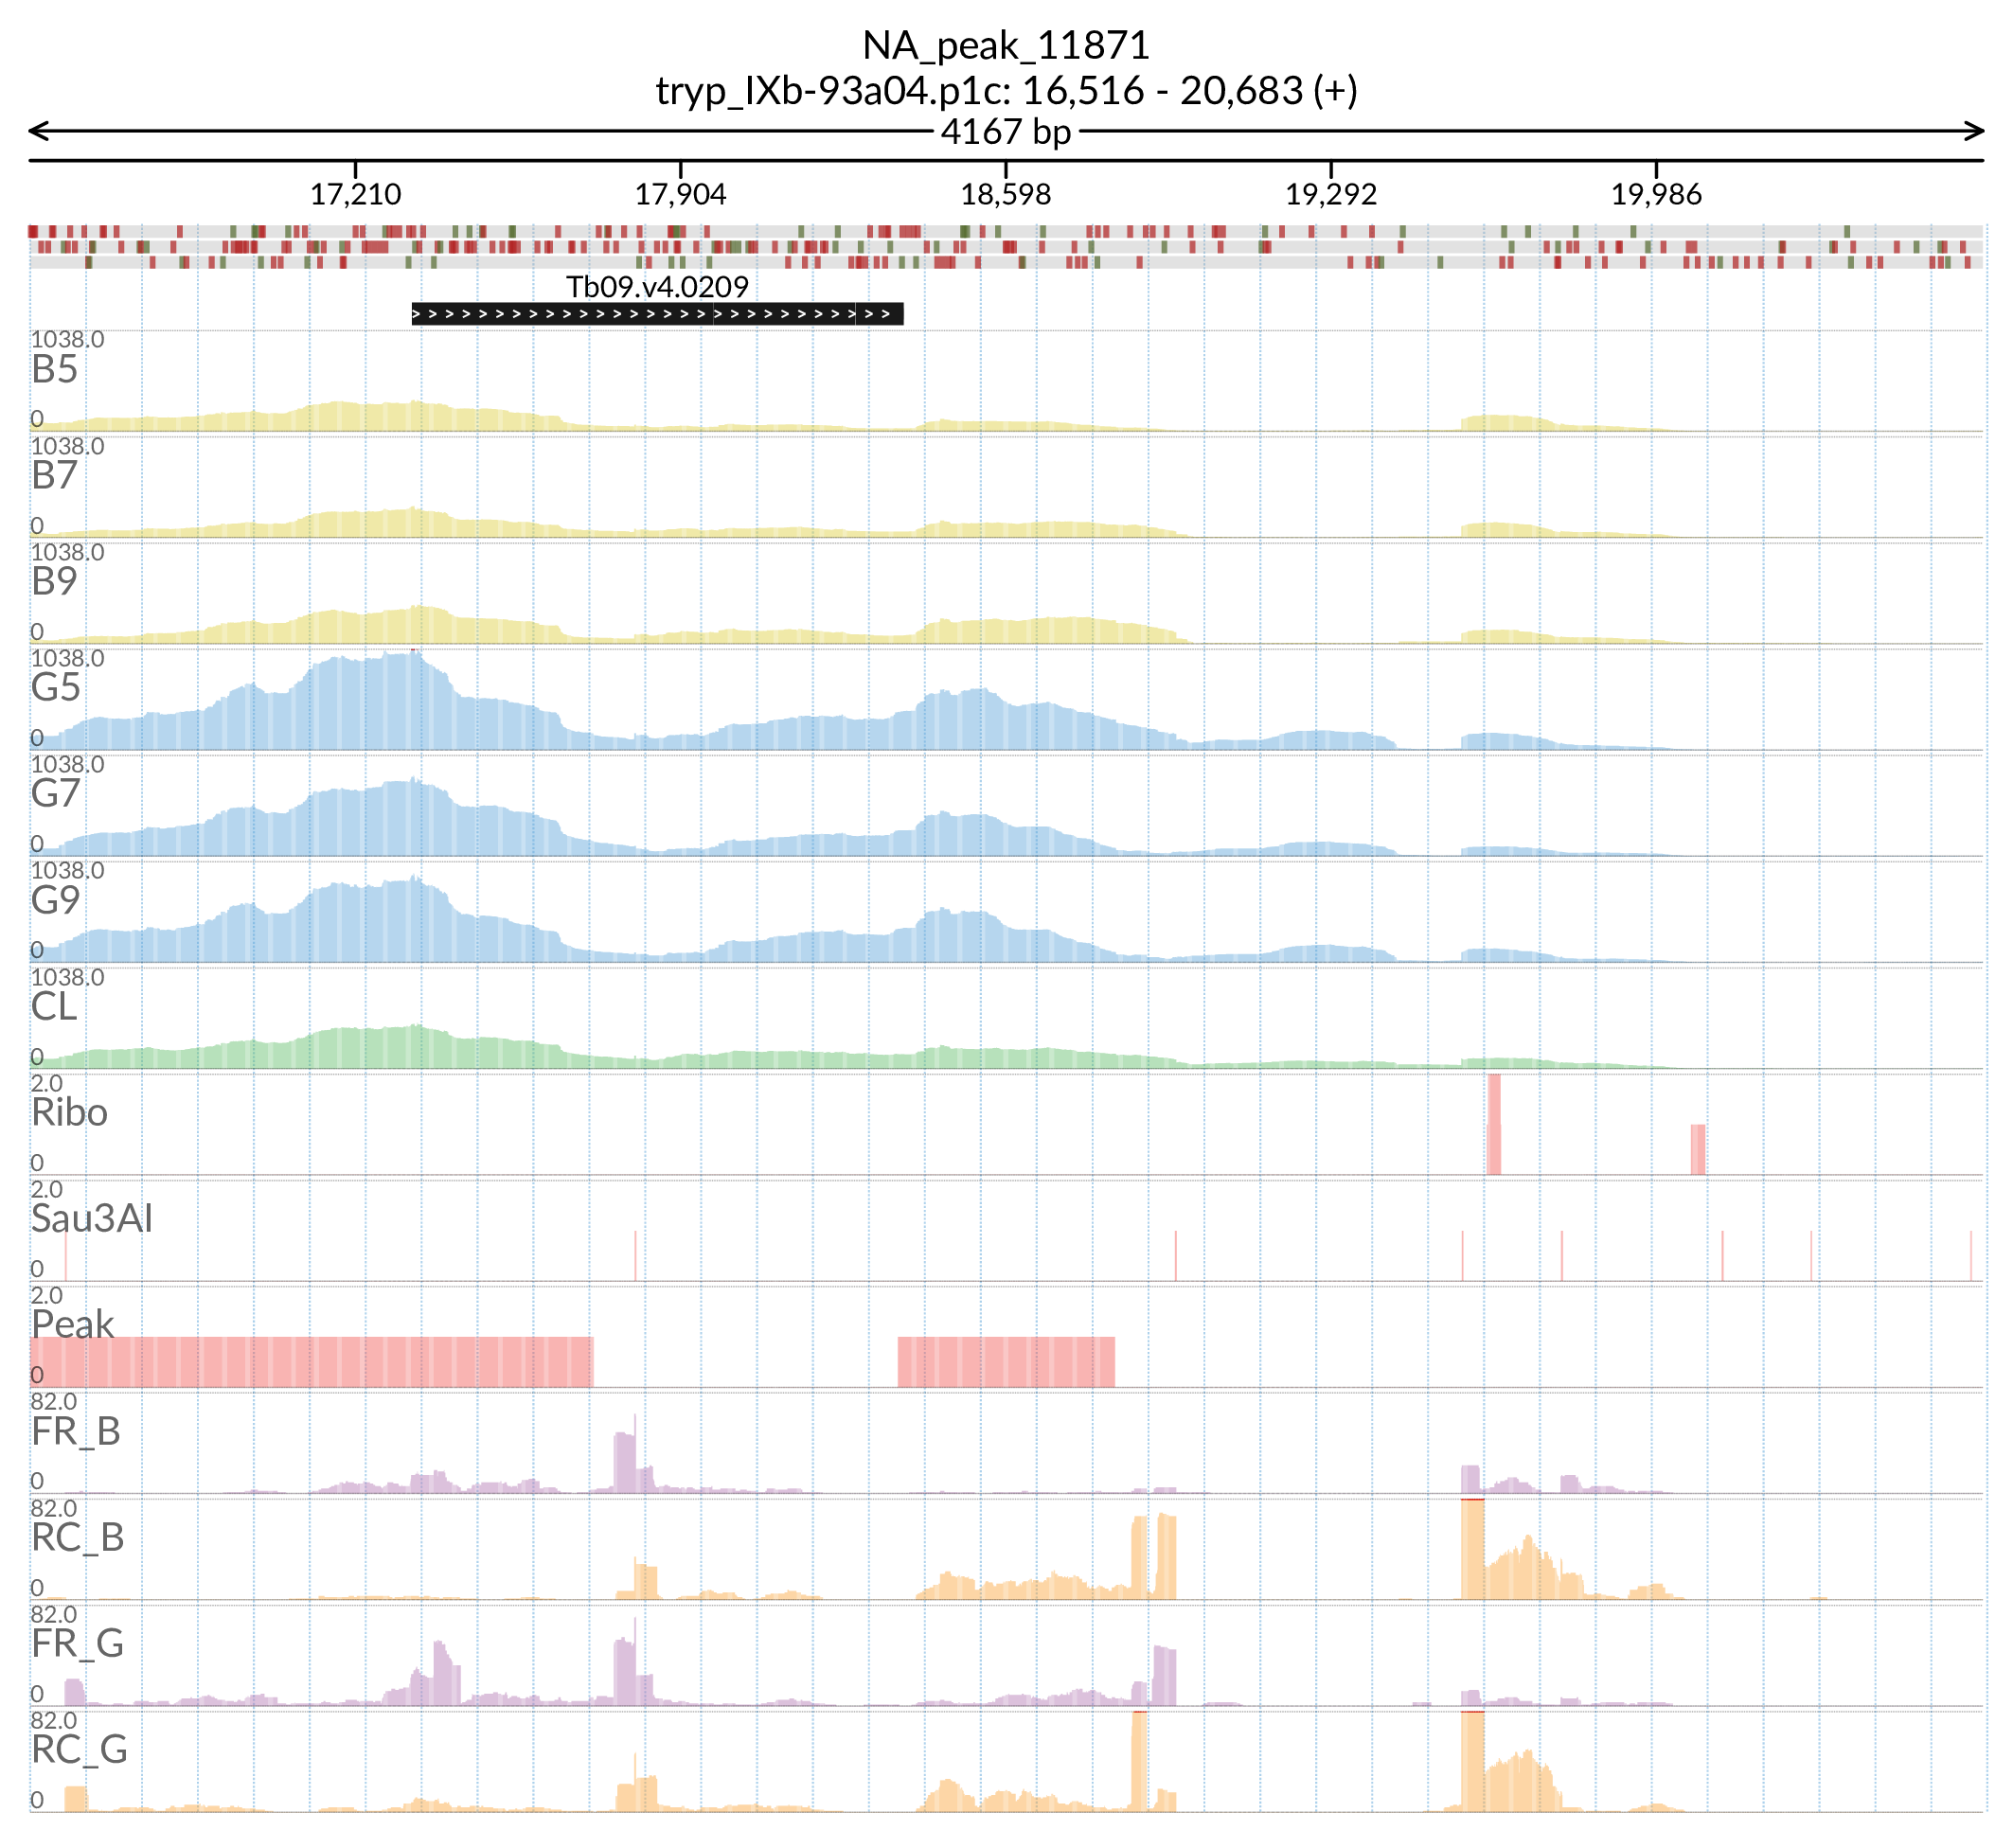 NA_peak_11871
tryp_IXb-93a04.p1c: 16,516 - 20,683 (+)
4167 bp
17,210 17,904 18,598 19,292 19,986
Tb09.v4.0209
1038.0
B5
0
1038.0
B7
0
1038.0
B9
0
1038.0
G5
0
1038.0
G7
0
1038.0
G9
0
1038.0
CL
0
2.0
Ribo
0
2.0
Sau3AI
0
2.0
Peak
0
82.0
FR_B
0
82.0
RC_B
0
82.0
FR_G
0
82.0
RC_G
0